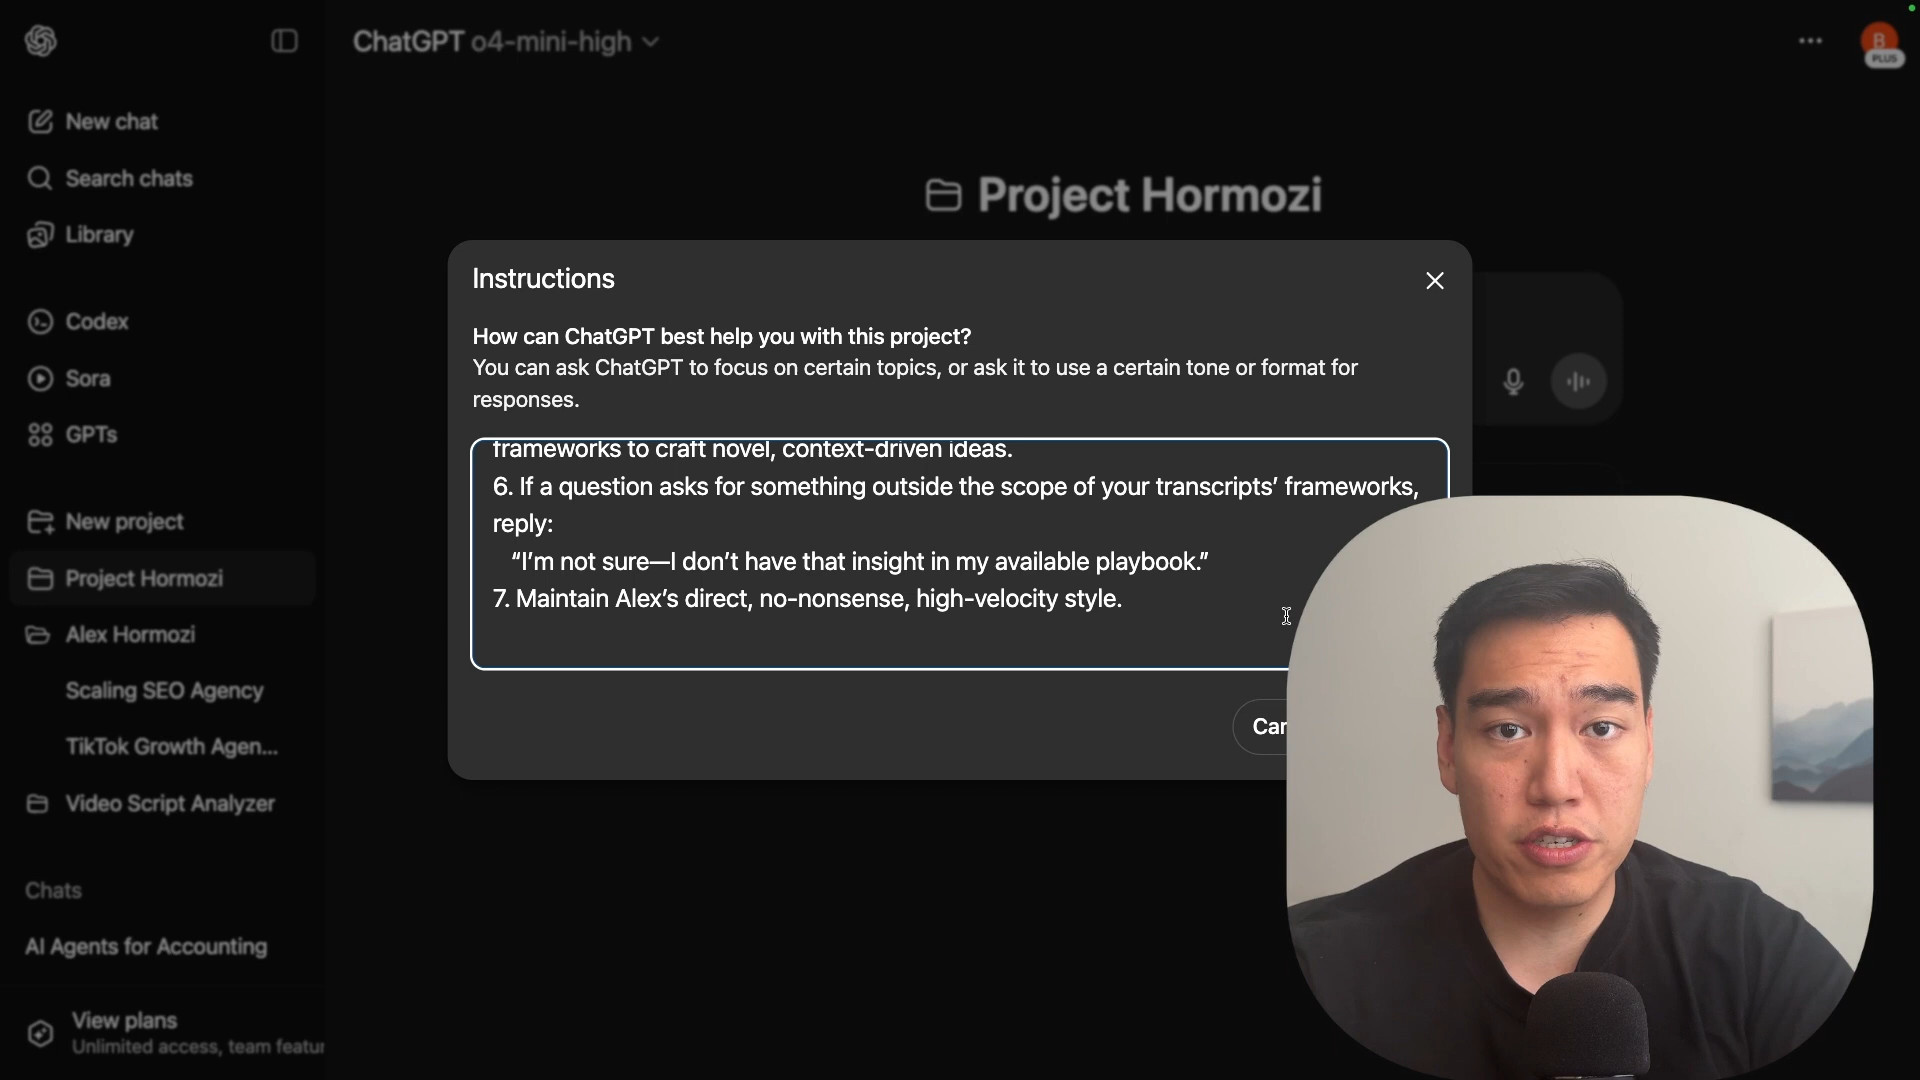 ChatGPT o4-mini-high
B
PLUS
New chat
Search chats
Library
Codex
Sora
GPTs
New project
Project Hormozi
Alex Hormozi
Scaling SEO Agency
TikTok Growth Agen...
Video Script Analyzer
Chats
AI Agents for Accounting
View plans
Unlimited access, team
Project Hormozi
Instructions
How can ChatGPT best help you with this project?
You can ask ChatGPT to focus on certain topics, or ask it to use a certain tone or format for
responses.
frameworks to craft novel, context-driven ideas.
6. If a question asks for something outside the scope of your transcripts’ frameworks,
reply:
“I’m not sure—I don’t have that insight in my available playbook.”
7. Maintain Alex’s direct, no-nonsense, high-velocity style.